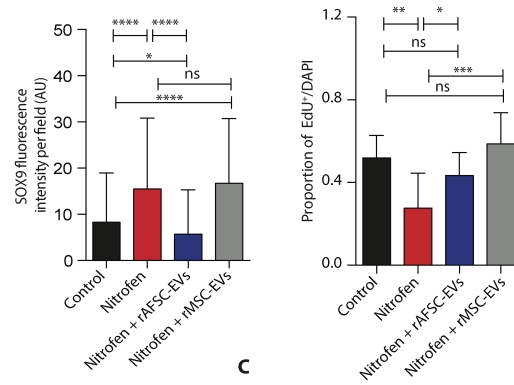 SOX9 fluorescence
intensity per field (AU)
50
40
30
20
10
0
****
****
*
ns
****
Control
Nitrofen
Nitrofen + rAFSC-EVs
Nitrofen + rMSC-EVs
C
Proportion of EdU⁺/DAPI
1.2
0.8
0.4
0.0
**
*
ns
***
ns
Control
Nitrofen
Nitrofen + rAFSC-EVs
Nitrofen + rMSC-EVs